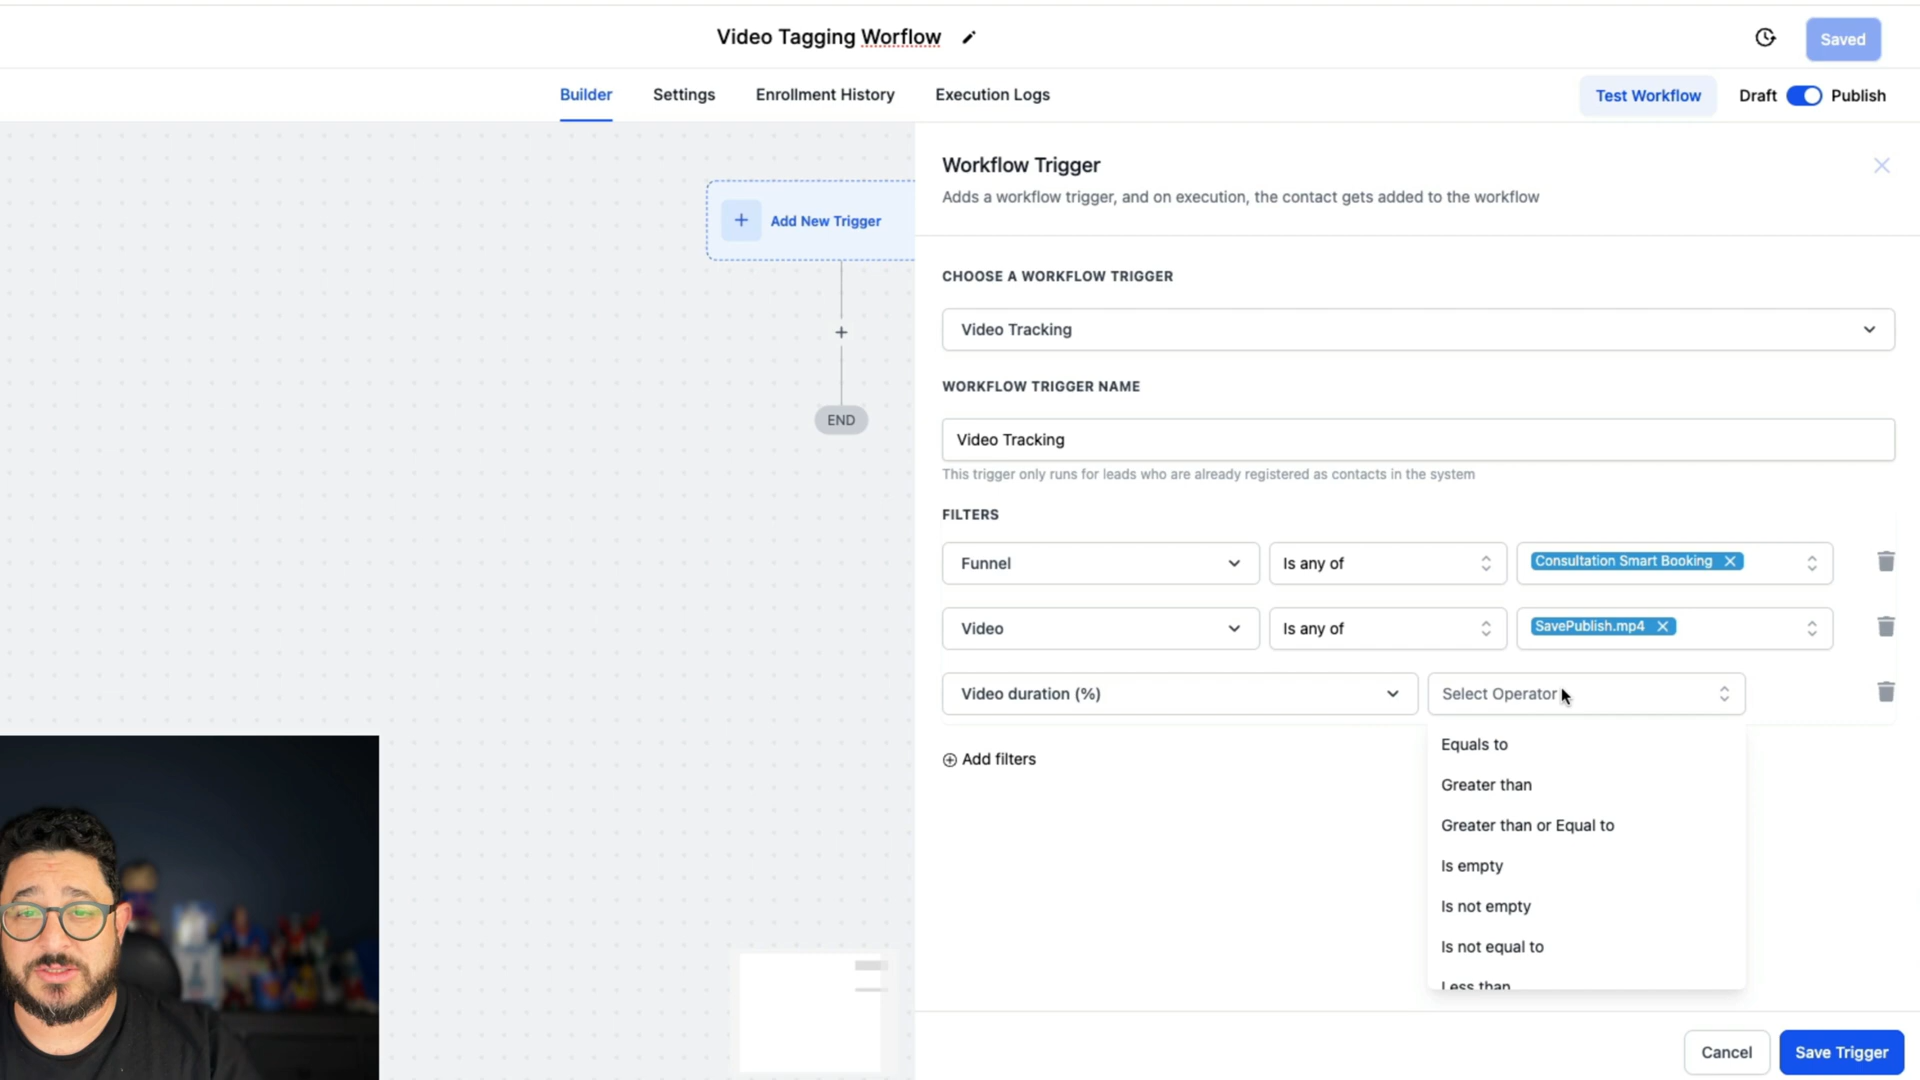 Video Tagging Worflow
Saved
Builder
Settings
Enrollment History
Execution Logs
Test Workflow
Draft
Publish
Workflow Trigger
Adds a workflow trigger, and on execution, the contact gets added to the workflow
Add New Trigger
END
CHOOSE A WORKFLOW TRIGGER
Video Tracking
WORKFLOW TRIGGER NAME
Video Tracking
This trigger only runs for leads who are already registered as contacts in the system
FILTERS
Funnel
Is any of
Consultation Smart Booking
Video
Is any of
SavePublish.mp4
Video duration (%)
Select Operator
Add filters
Equals to
Greater than
Greater than or Equal to
Is empty
Is not empty
Is not equal to
Less than
Cancel
Save Trigger